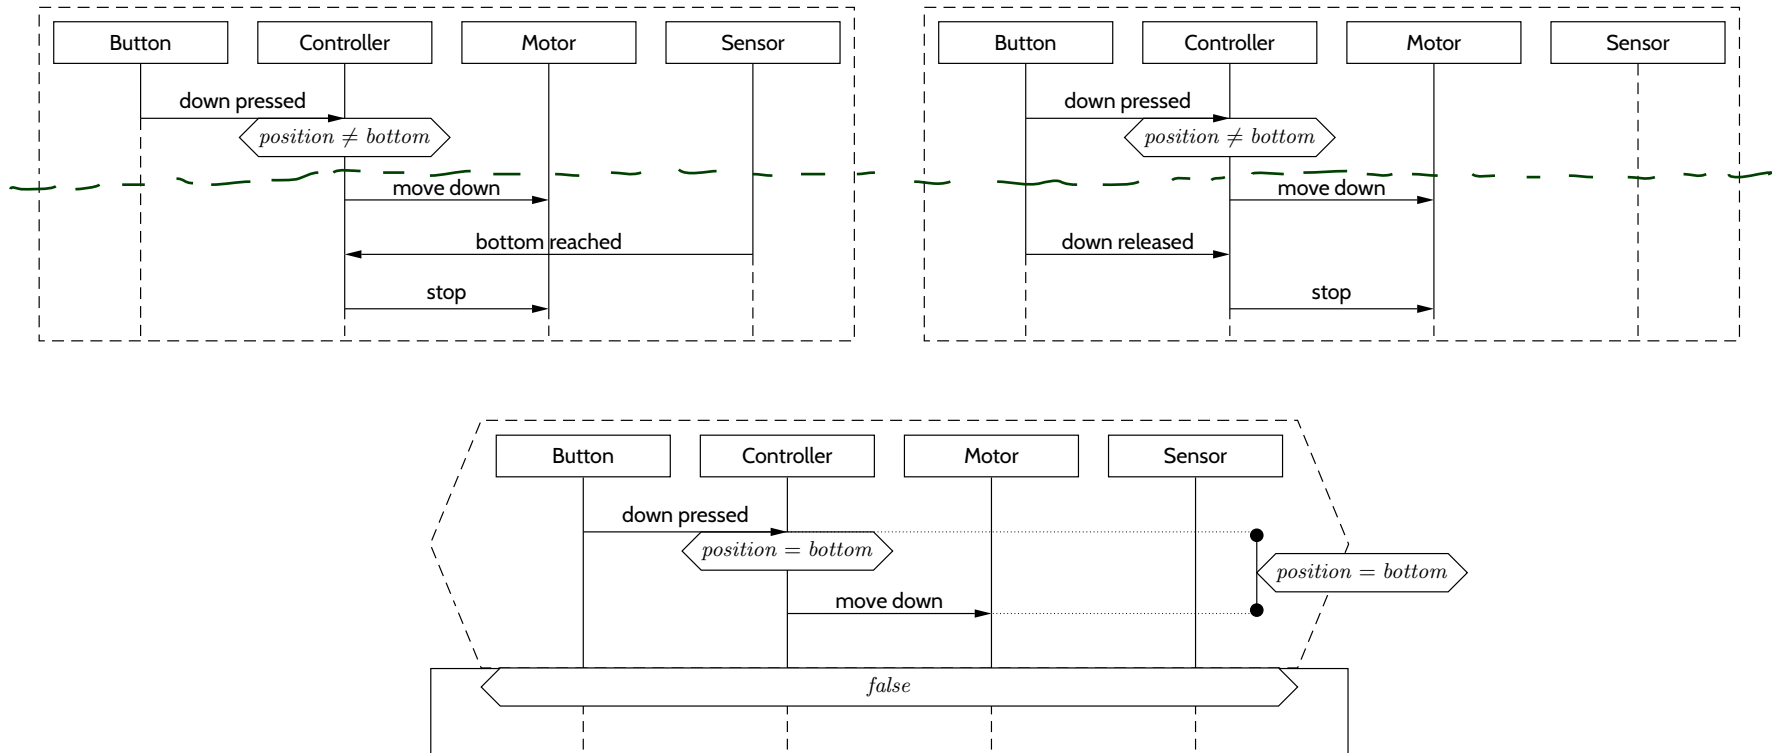 Button Controller Motor Sensor
down pressed
position ≠ bottom
move down
bottom reached
stop
Button Controller Motor Sensor
down pressed
position ≠ bottom
move down
down released
stop
Button Controller Motor Sensor
down pressed
position = bottom
position = bottom
move down
false